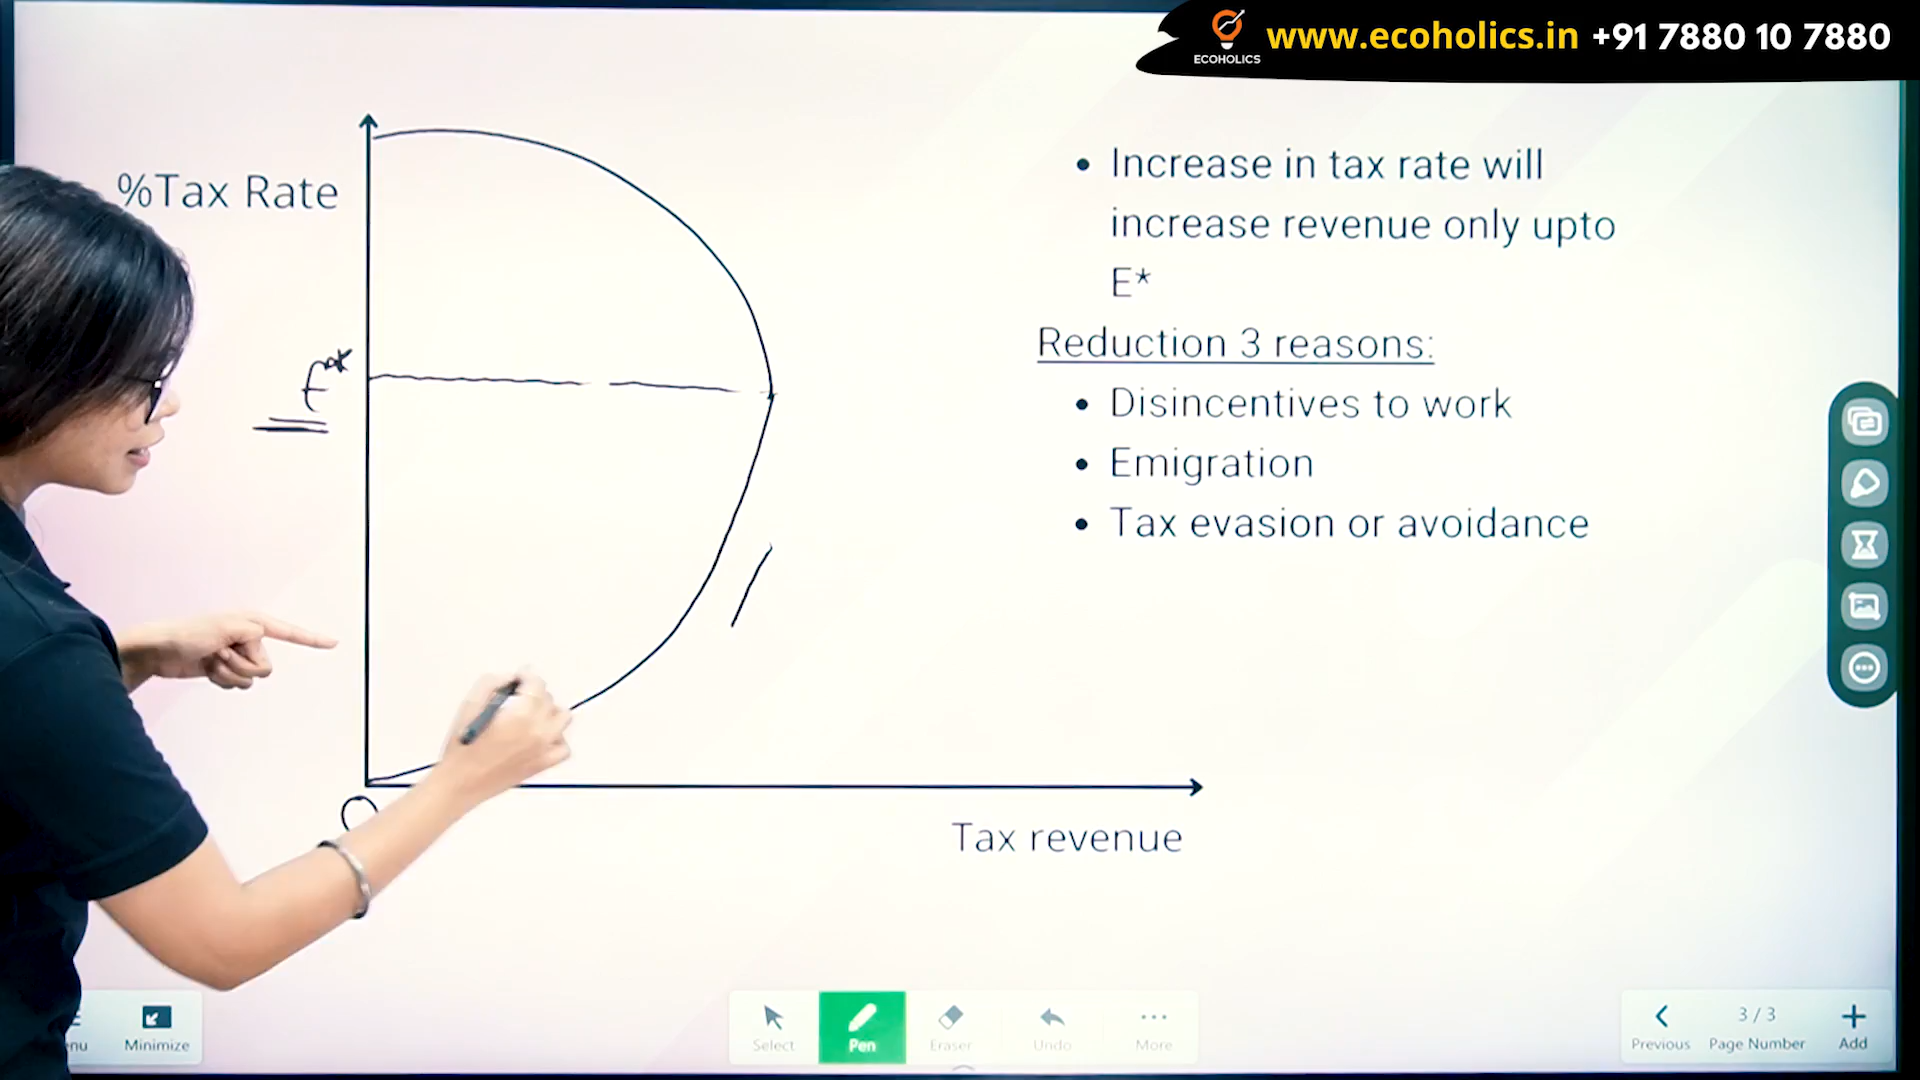 ECOHOLICS
www.ecoholics.in +91 7880 10 7880
%Tax Rate
Tax revenue
• Increase in tax rate will
increase revenue only upto
E*
Reduction 3 reasons:
• Disincentives to work
• Emigration
• Tax evasion or avoidance
nu
Minimize
Select
Pen
Eraser
Undo
More
Previous
3 / 3
Page Number
Add